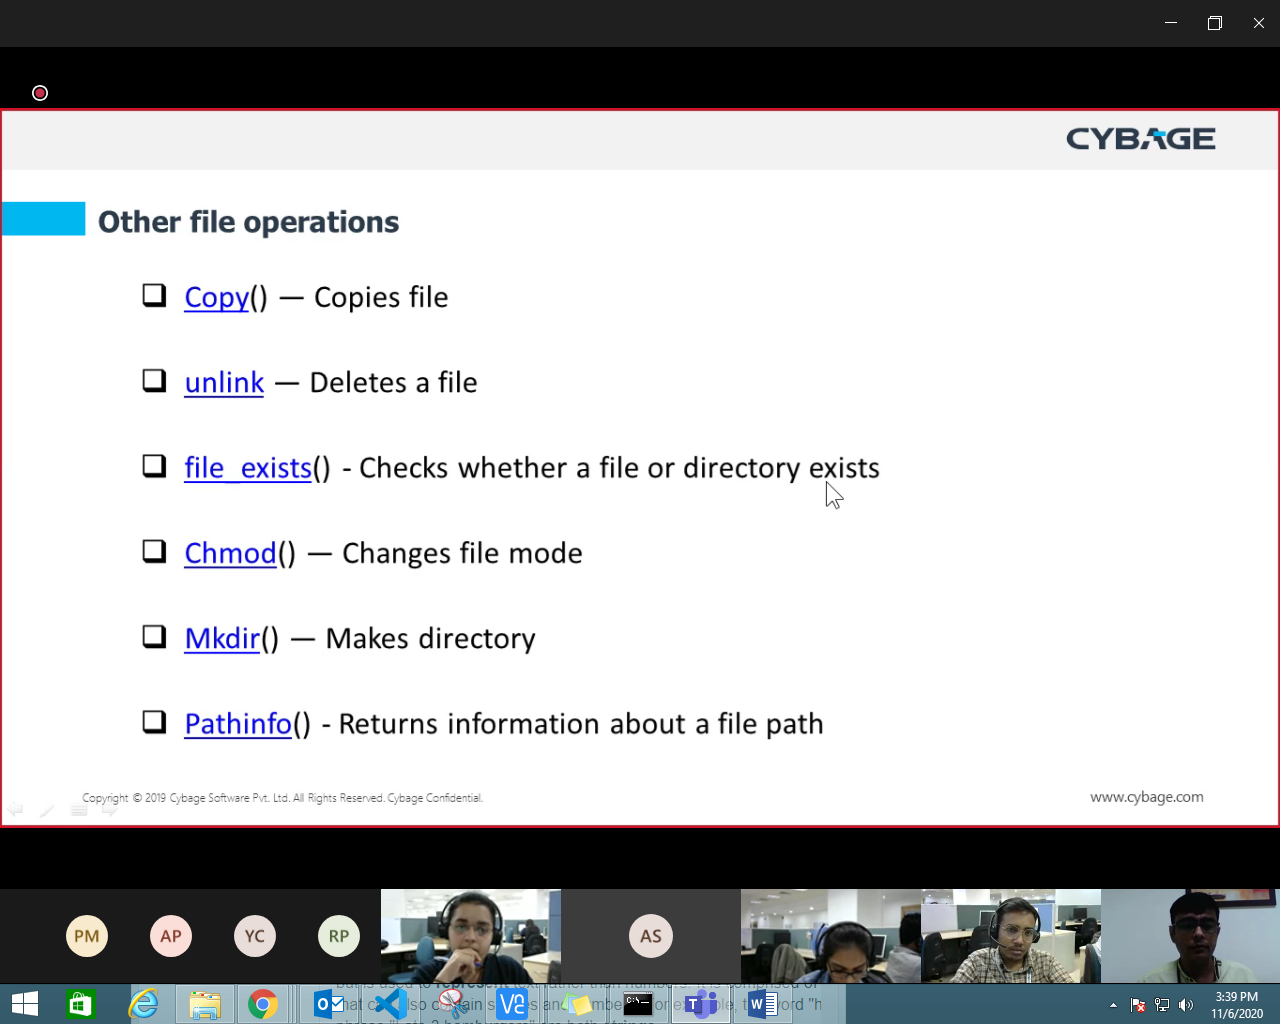 CYBAGE
Other file operations
Copy() — Copies file
unlink — Deletes a file
file_exists() - Checks whether a file or directory exists
Chmod() — Changes file mode
Mkdir() — Makes directory
Pathinfo() - Returns information about a file path
Copyright © 2019 Cybage Software Pvt. Ltd. All Rights Reserved. Cybage Confidential.
www.cybage.com
PM AP YC RP AS
3:39 PM
11/6/2020